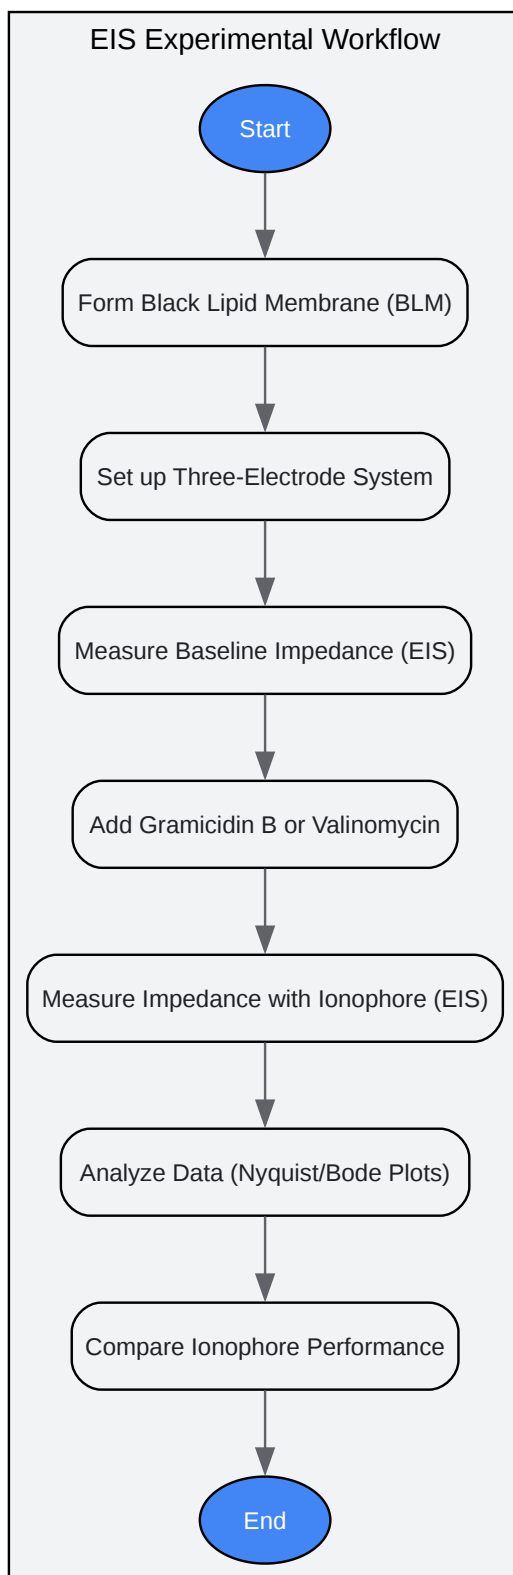 EIS Experimental Workflow
Start
Form Black Lipid Membrane (BLM)
Set up Three-Electrode System
Measure Baseline Impedance (EIS)
Add Gramicidin B or Valinomycin
Measure Impedance with Ionophore (EIS)
Analyze Data (Nyquist/Bode Plots)
Compare Ionophore Performance
End